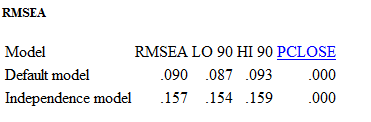 RMSEA
Model RMSEA LO 90 HI 90 PCLOSE
Default model .090 .087 .093 .000
Independence model .157 .154 .159 .000